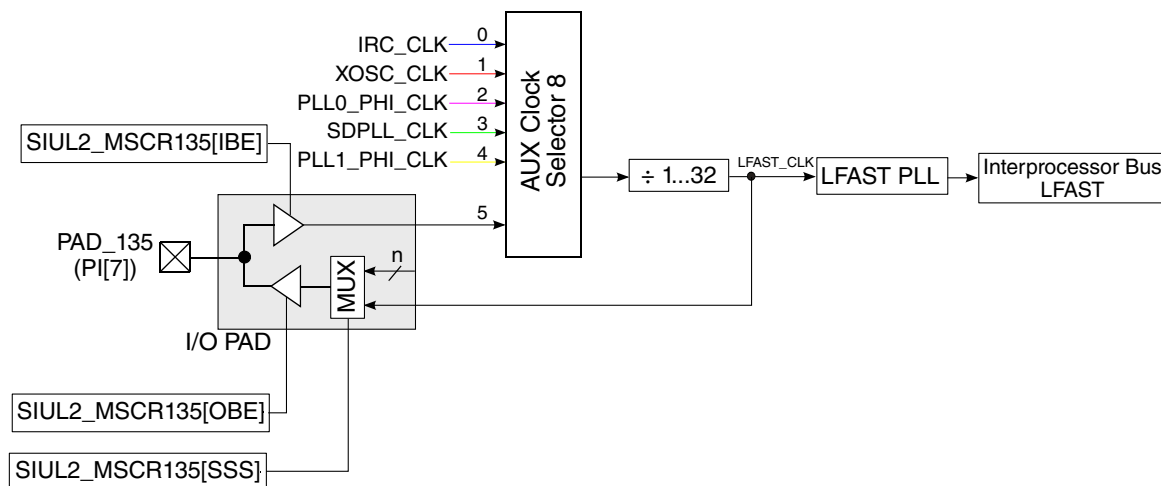 IRC_CLK 0
XOSC_CLK 1
PLL0_PHI_CLK 2
SDPLL_CLK 3
PLL1_PHI_CLK 4
5
AUX Clock
Selector 8
SIUL2_MSCR135[IBE]
÷ 1...32
LFAST_CLK
LFAST PLL
Interprocessor Bus
LFAST
PAD_135
(PI[7])
n
MUX
I/O PAD
SIUL2_MSCR135[OBE]
SIUL2_MSCR135[SSS]